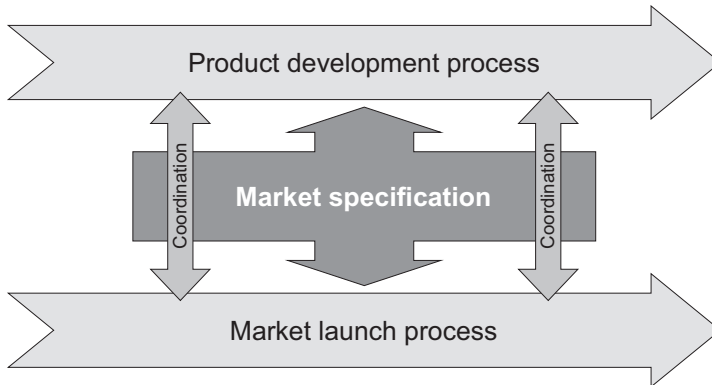 Product development process
Coordination
Market specification
Coordination
Market launch process